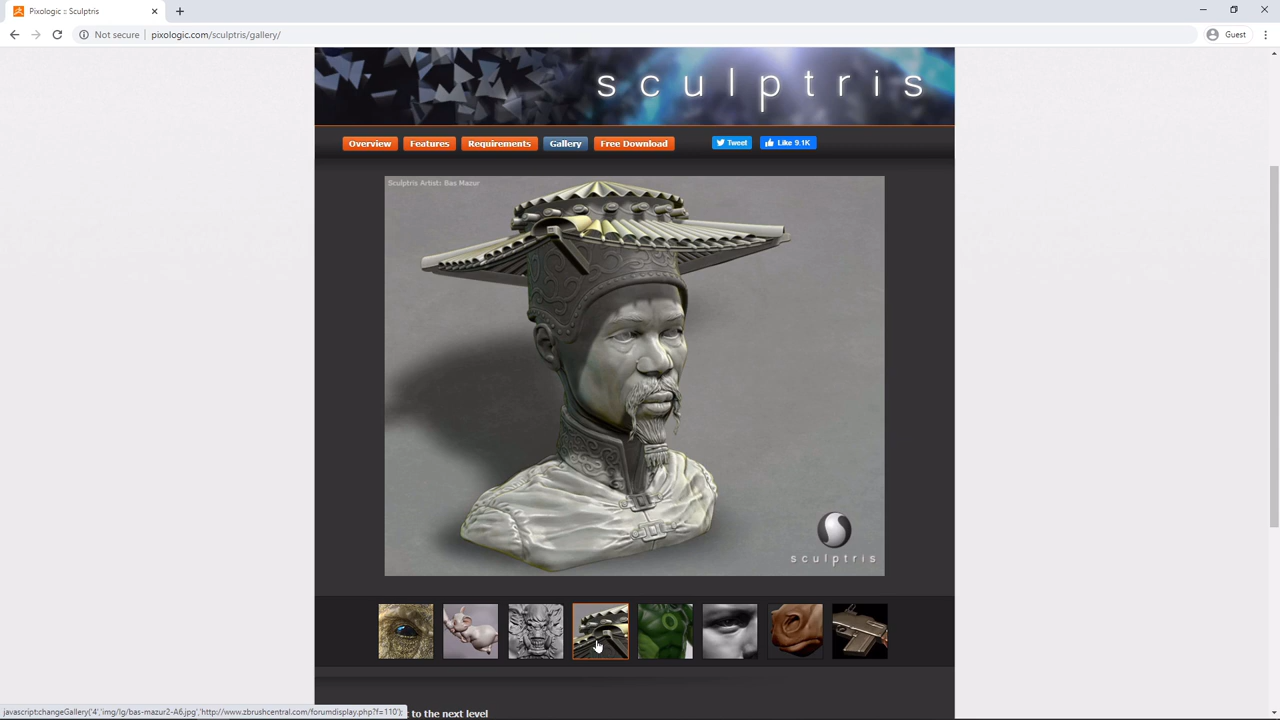 Pixologic :: Sculptris
Not secure
pixologic.com/sculptris/gallery/
Guest
sculptris
Overview
Features
Requirements
Gallery
Free Download
Tweet
Like 9.1K
Sculptris Artist: Bas Mazur
sculptris
javascript:changeGallery('4','img/lg/bas-mazur2-A6.jpg','http://www.zbrushcentral.com/forumdisplay.php?f=110');
to the next level